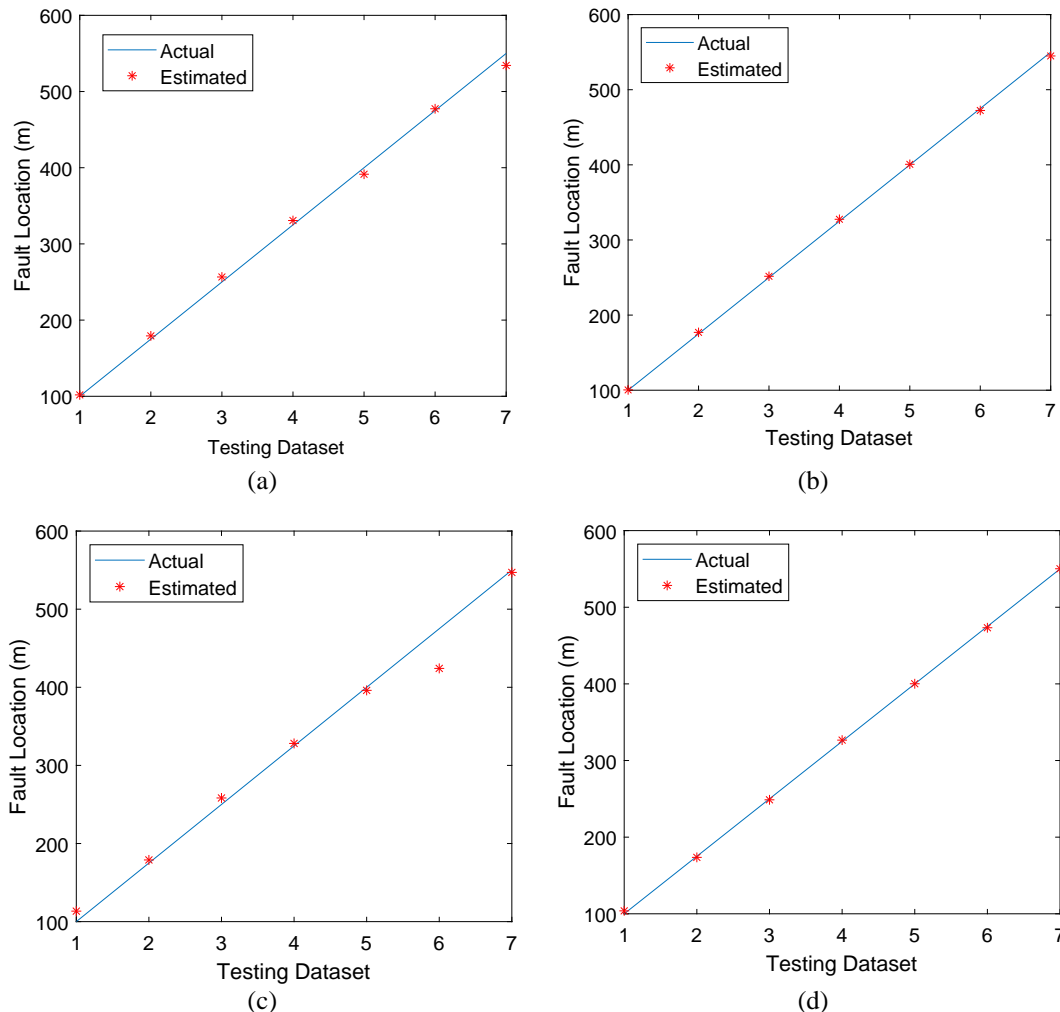 600
500
400
300
200
100
Fault Location (m)
Actual
Estimated
1 2 3 4 5 6 7
Testing Dataset
(a)
600
500
400
300
200
100
Fault Location (m)
Actual
Estimated
1 2 3 4 5 6 7
Testing Dataset
(b)
600
500
400
300
200
100
Fault Location (m)
Actual
Estimated
1 2 3 4 5 6 7
Testing Dataset
(c)
600
500
400
300
200
100
Fault Location (m)
Actual
Estimated
1 2 3 4 5 6 7
Testing Dataset
(d)